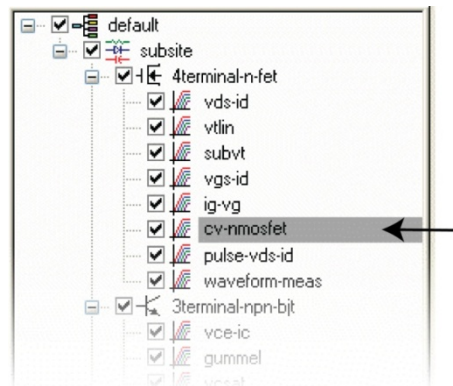 default
subsite
4terminal-n-fet
vds-id
vtlin
subvt
vgs-id
ig-vg
cv-nmosfet
pulse-vds-id
waveform-meas
3terminal-npn-bjt
vce-ic
gummel
vcsat